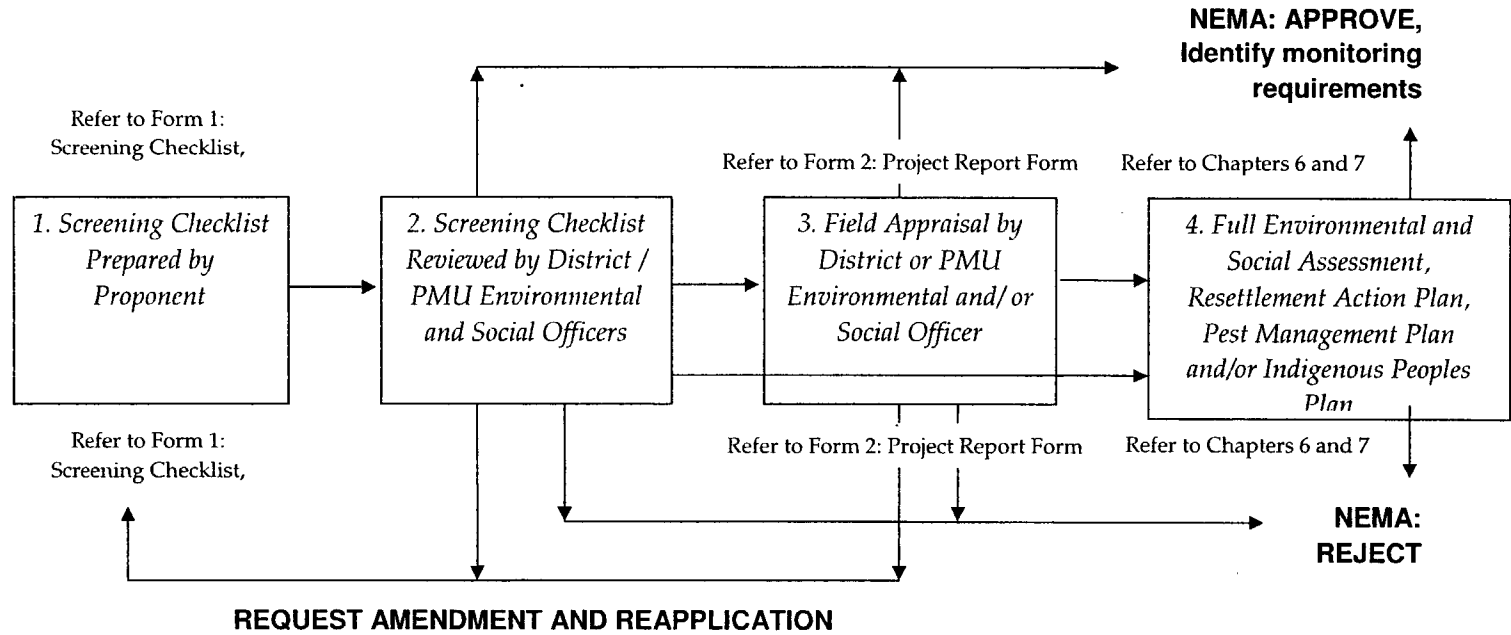 NEMA: APPROVE,
Identify monitoring
requirements
Refer to Form 1:
Screening Checklist,
Refer to Form 2: Project Report Form
Refer to Chapters 6 and 7
1. Screening Checklist
Prepared by
Proponent
2. Screening Checklist
Reviewed by District /
PMU Environmental
and Social Officers
3. Field Appraisal by
District or PMU
Environmental and/or
Social Officer
4. Full Environmental and
Social Assessment,
Resettlement Action Plan,
Pest Management Plan
and/or Indigenous Peoples
Plan
Refer to Form 1:
Screening Checklist,
Refer to Form 2: Project Report Form
Refer to Chapters 6 and 7
NEMA:
REJECT
REQUEST AMENDMENT AND REAPPLICATION